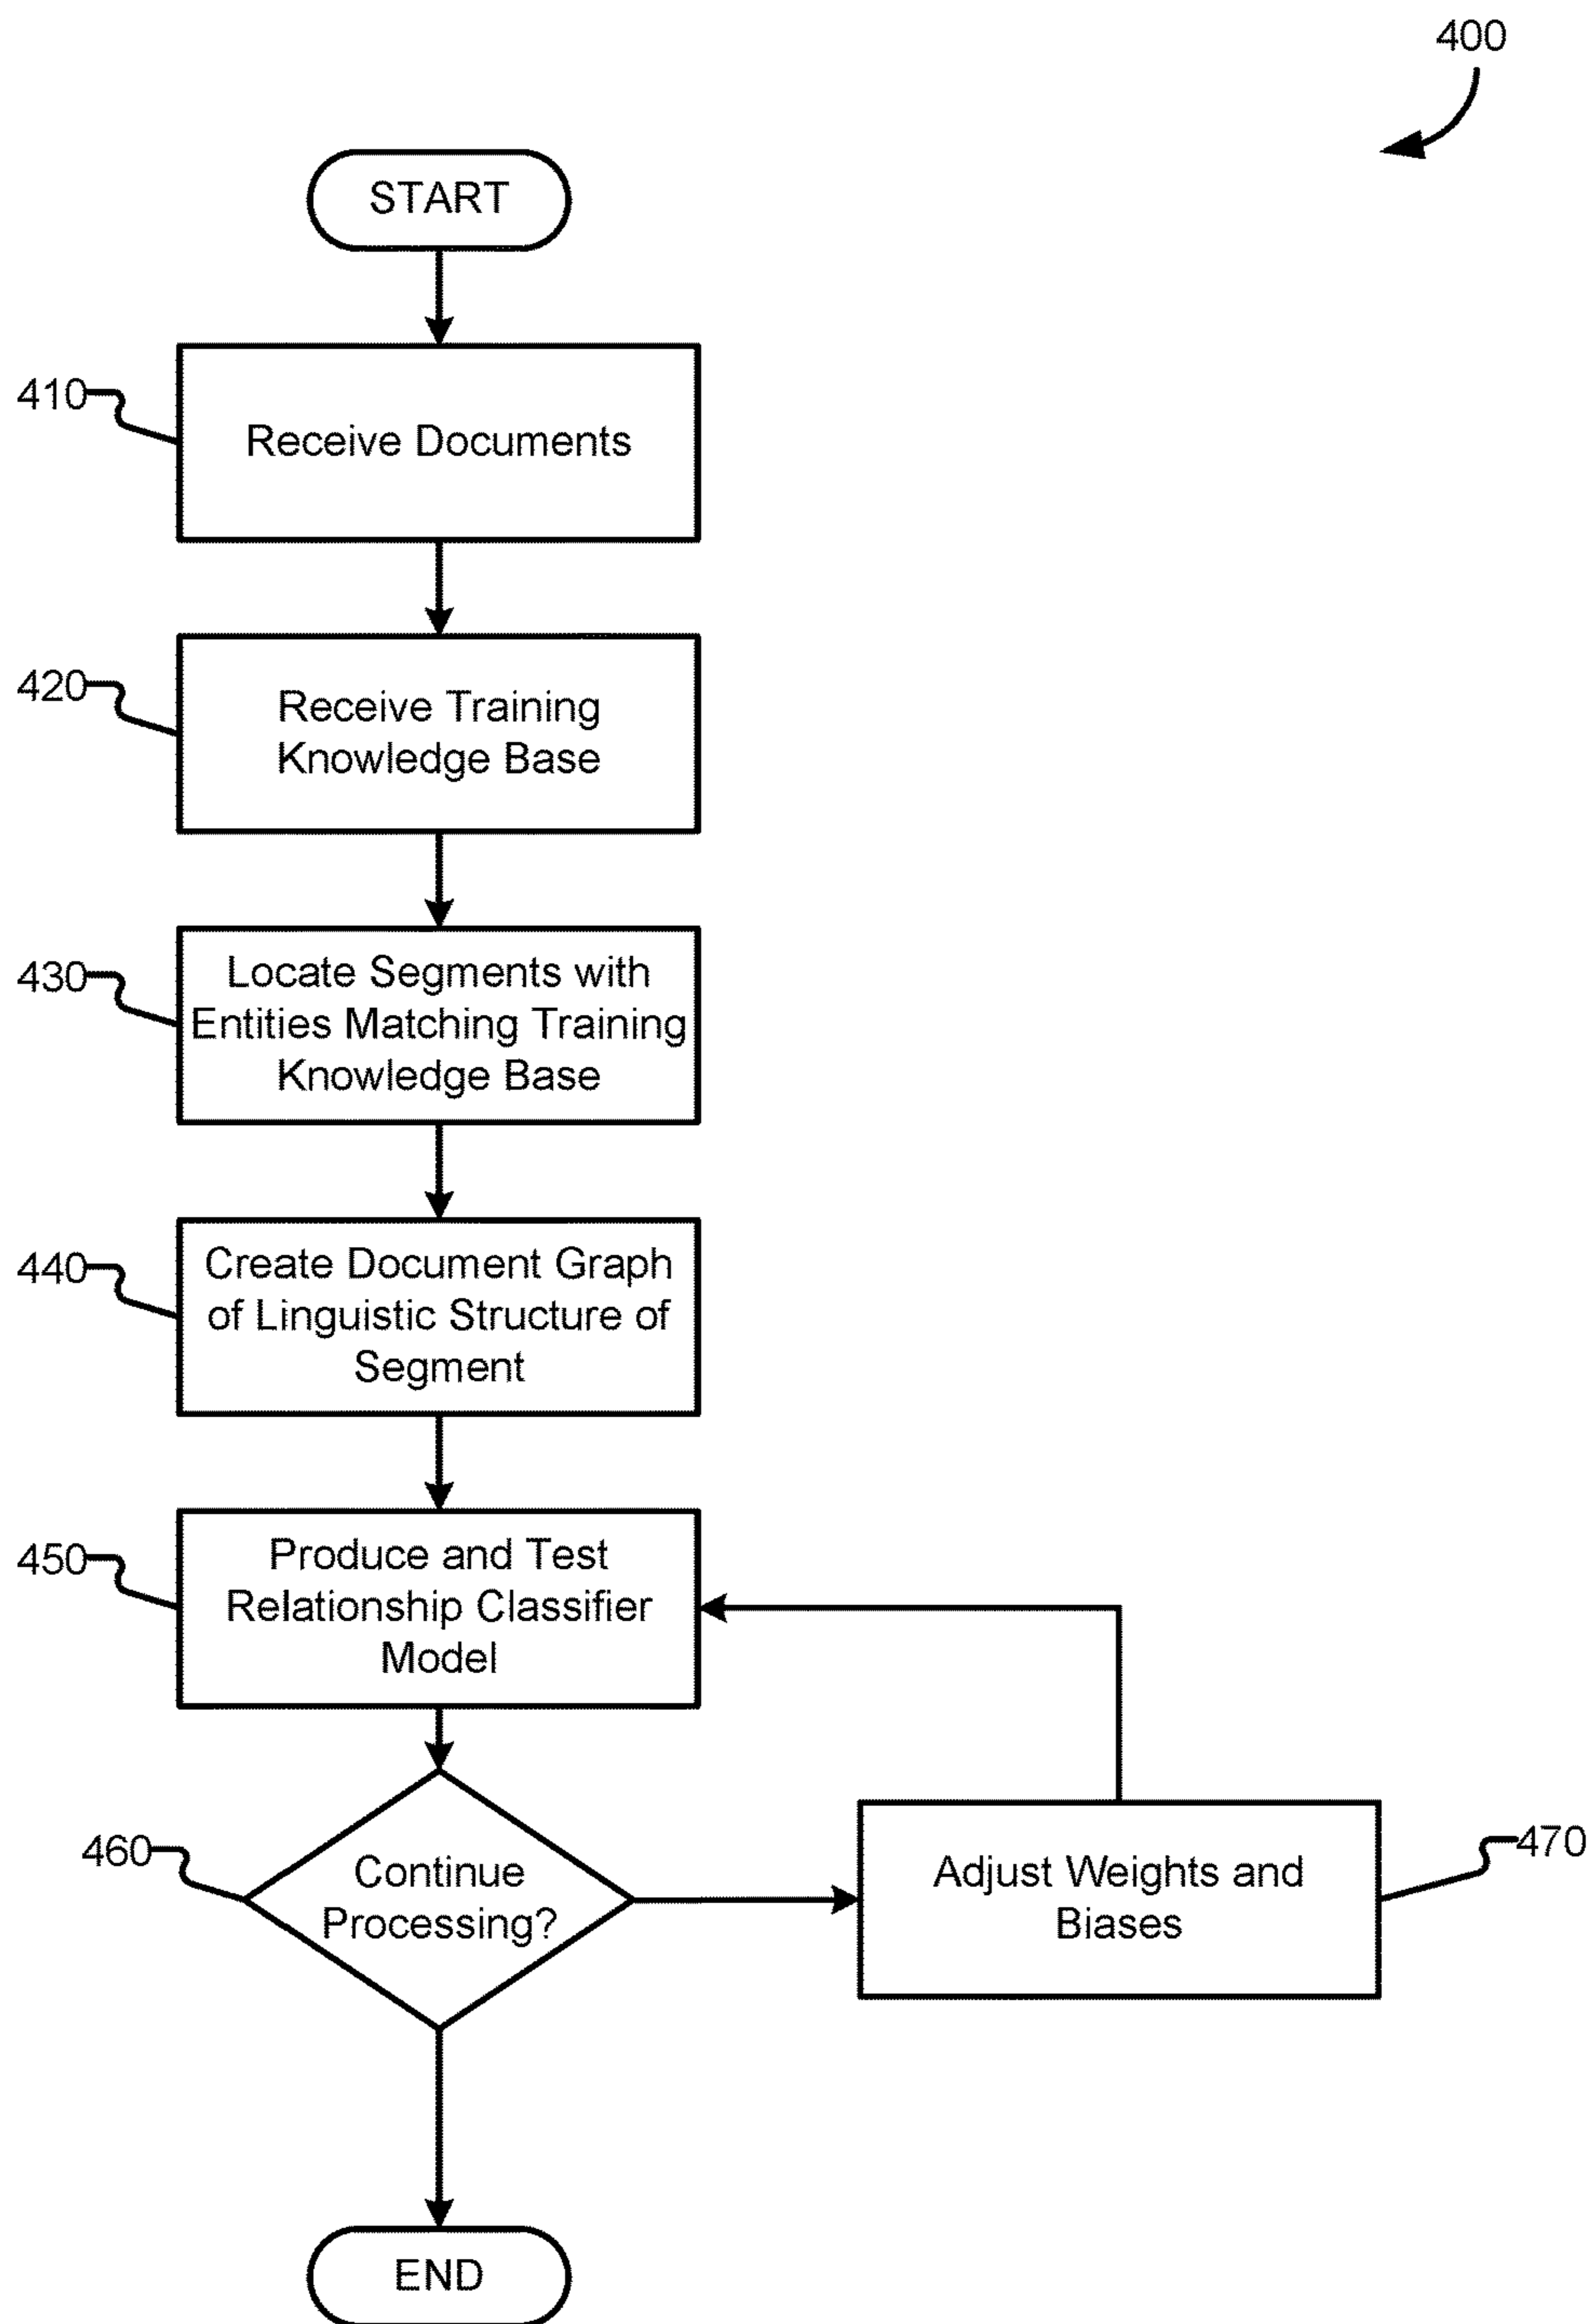 400
START
410
Receive Documents
420
Receive Training
Knowledge Base
430
Locate Segments with
Entities Matching Training
Knowledge Base
440
Create Document Graph
of Linguistic Structure of
Segment
450
Produce and Test
Relationship Classifier
Model
460
Continue
Processing?
470
Adjust Weights and
Biases
END